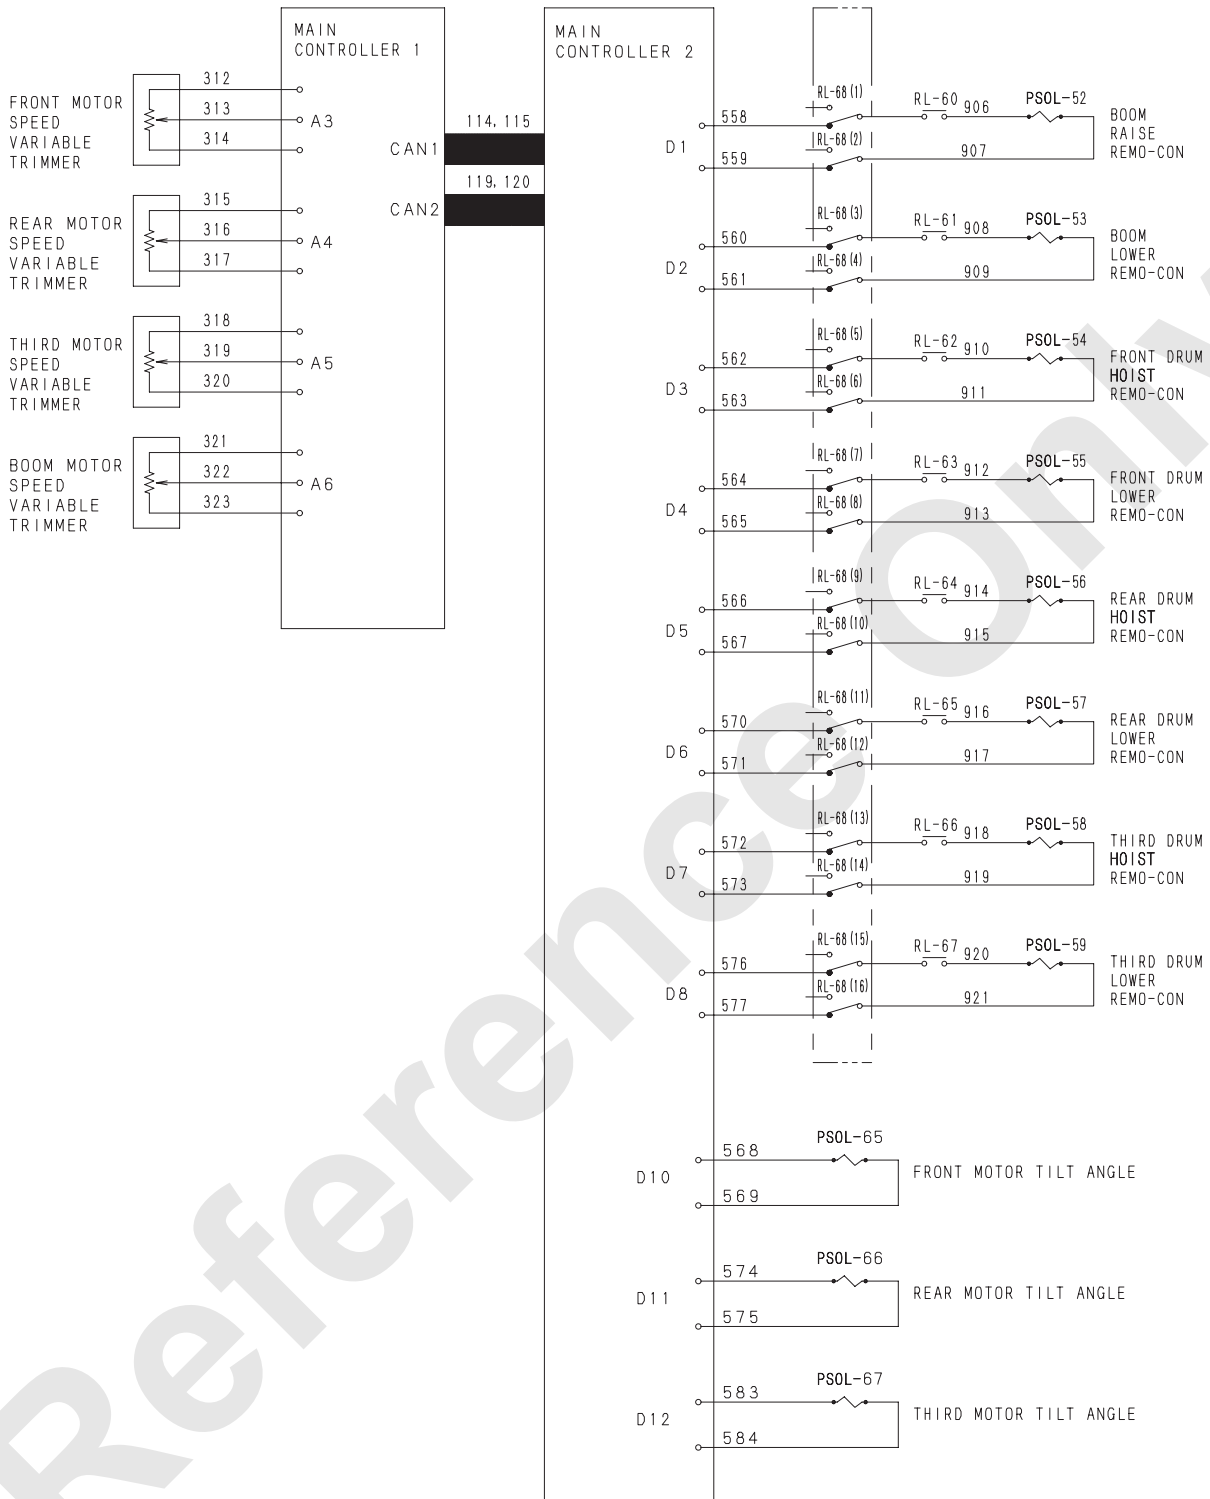 MAIN
CONTROLLER 1
FRONT MOTOR
SPEED
VARIABLE
TRIMMER
312
313
314
A3
REAR MOTOR
SPEED
VARIABLE
TRIMMER
315
316
317
A4
THIRD MOTOR
SPEED
VARIABLE
TRIMMER
318
319
320
A5
BOOM MOTOR
SPEED
VARIABLE
TRIMMER
321
322
323
A6
CAN1
114, 115
CAN2
119, 120
MAIN
CONTROLLER 2
D1
558
559
RL-68(1)
RL-68(2)
RL-60
906
907
PSOL-52
BOOM
RAISE
REMO-CON
D2
560
561
RL-68(3)
RL-68(4)
RL-61
908
909
PSOL-53
BOOM
LOWER
REMO-CON
D3
562
563
RL-68(5)
RL-68(6)
RL-62
910
911
PSOL-54
FRONT DRUM
HOIST
REMO-CON
D4
564
565
RL-68(7)
RL-68(8)
RL-63
912
913
PSOL-55
FRONT DRUM
LOWER
REMO-CON
D5
566
567
RL-68(9)
RL-68(10)
RL-64
914
915
PSOL-56
REAR DRUM
HOIST
REMO-CON
D6
570
571
RL-68(11)
RL-68(12)
RL-65
916
917
PSOL-57
REAR DRUM
LOWER
REMO-CON
D7
572
573
RL-68(13)
RL-68(14)
RL-66
918
919
PSOL-58
THIRD DRUM
HOIST
REMO-CON
D8
576
577
RL-68(15)
RL-68(16)
RL-67
920
921
PSOL-59
THIRD DRUM
LOWER
REMO-CON
D10
568
569
PSOL-65
FRONT MOTOR TILT ANGLE
D11
574
575
PSOL-66
REAR MOTOR TILT ANGLE
D12
583
584
PSOL-67
THIRD MOTOR TILT ANGLE
Reference Only